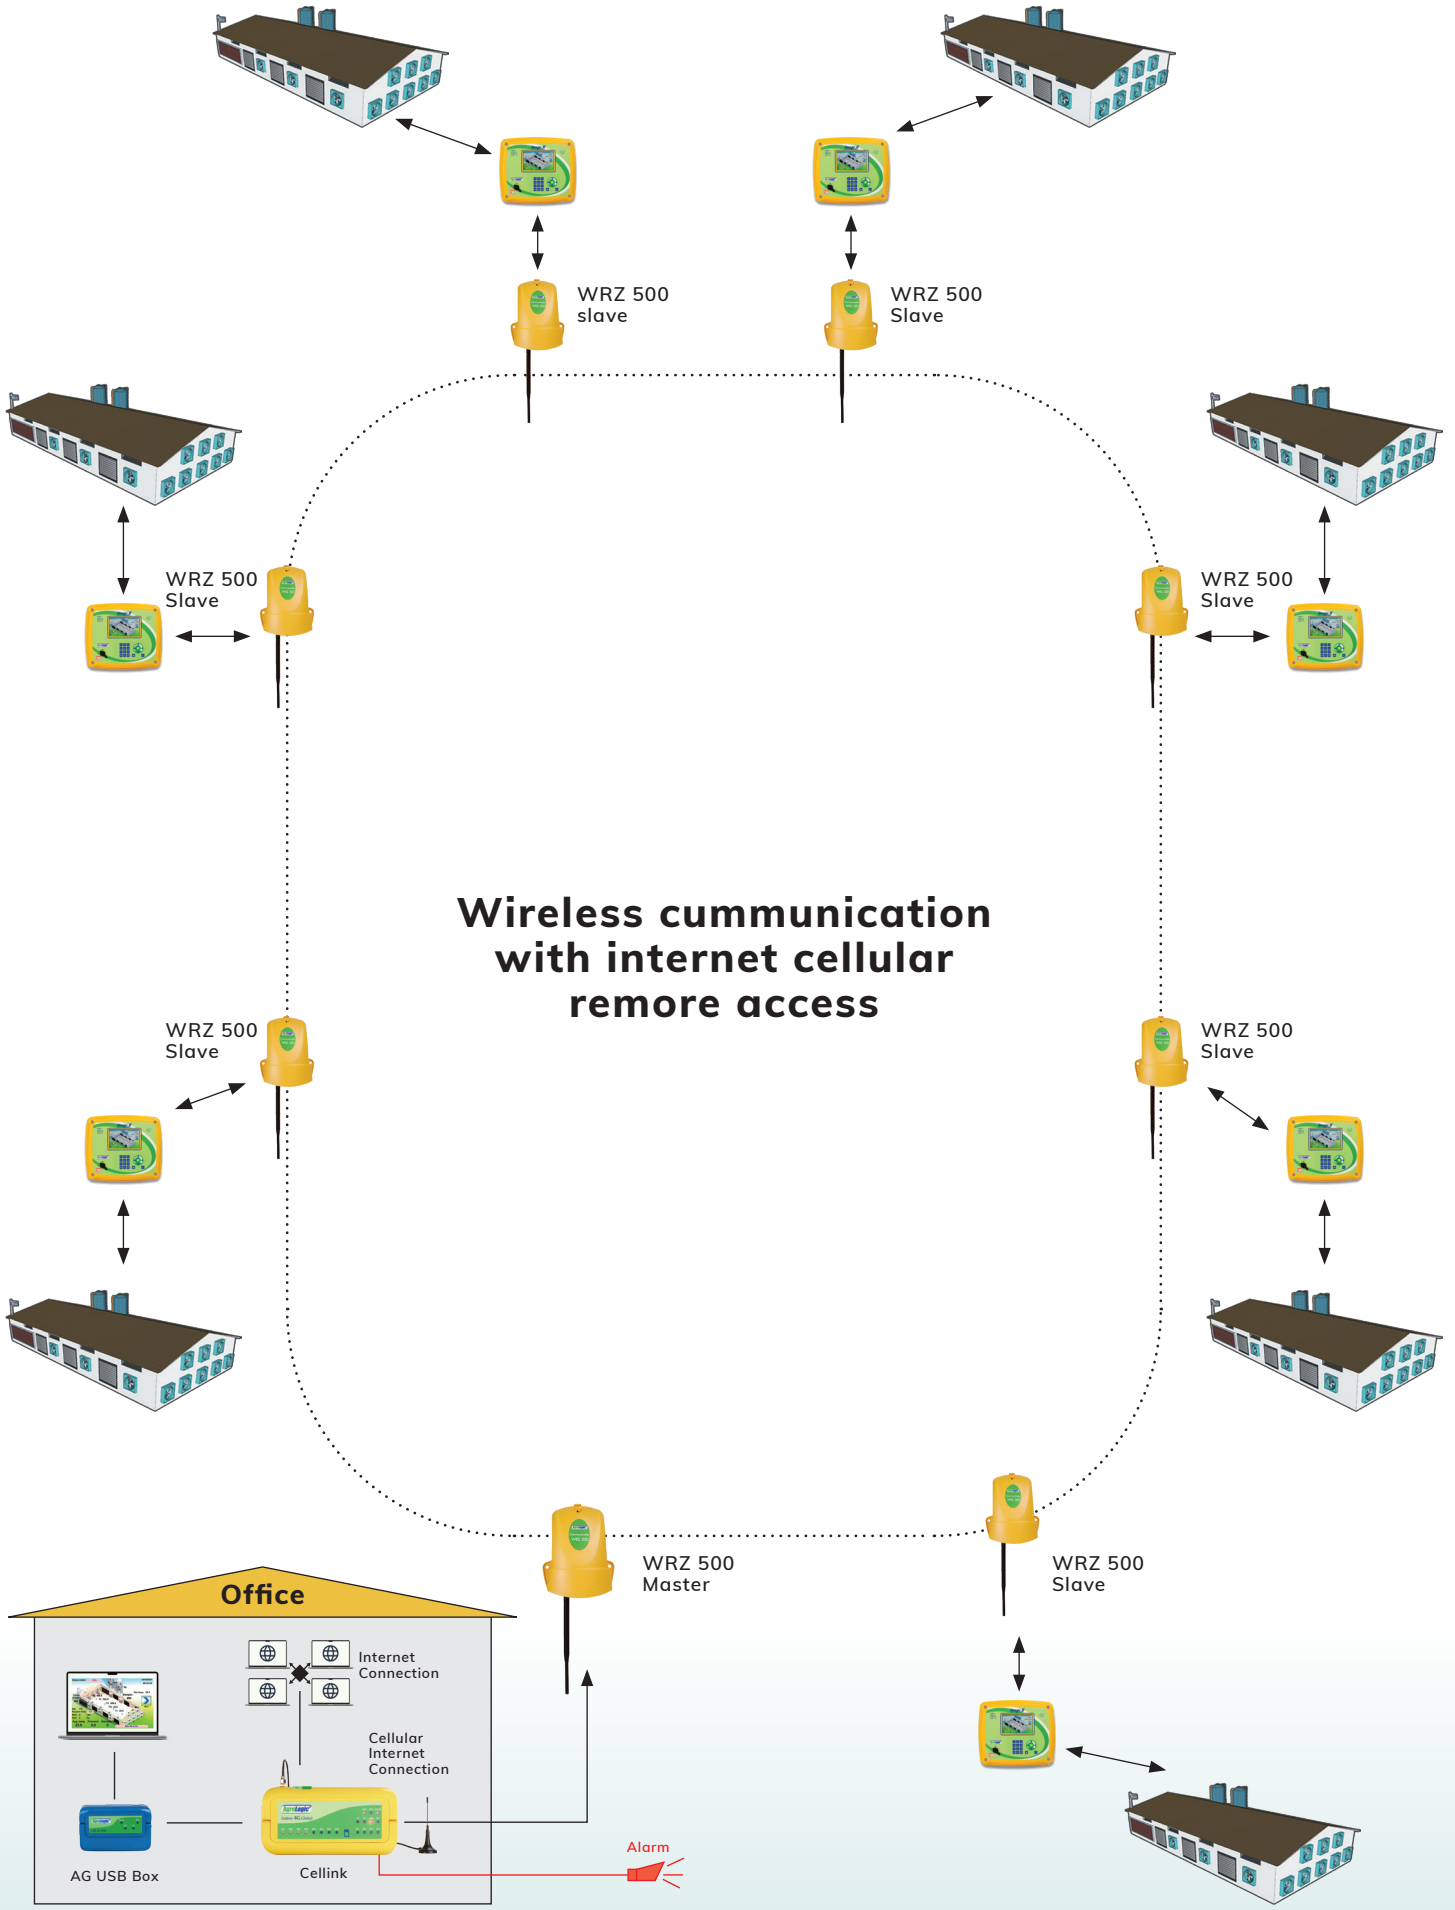 WRZ 500
slave
WRZ 500
Slave
WRZ 500
Slave
WRZ 500
Slave
Wireless cummunication
with internet cellular
remore access
WRZ 500
Slave
WRZ 500
Slave
WRZ 500
Master
WRZ 500
Slave
Office
Internet
Connection
Cellular
Internet
Connection
AgroLogic
AG USB Box
Cellink
Alarm